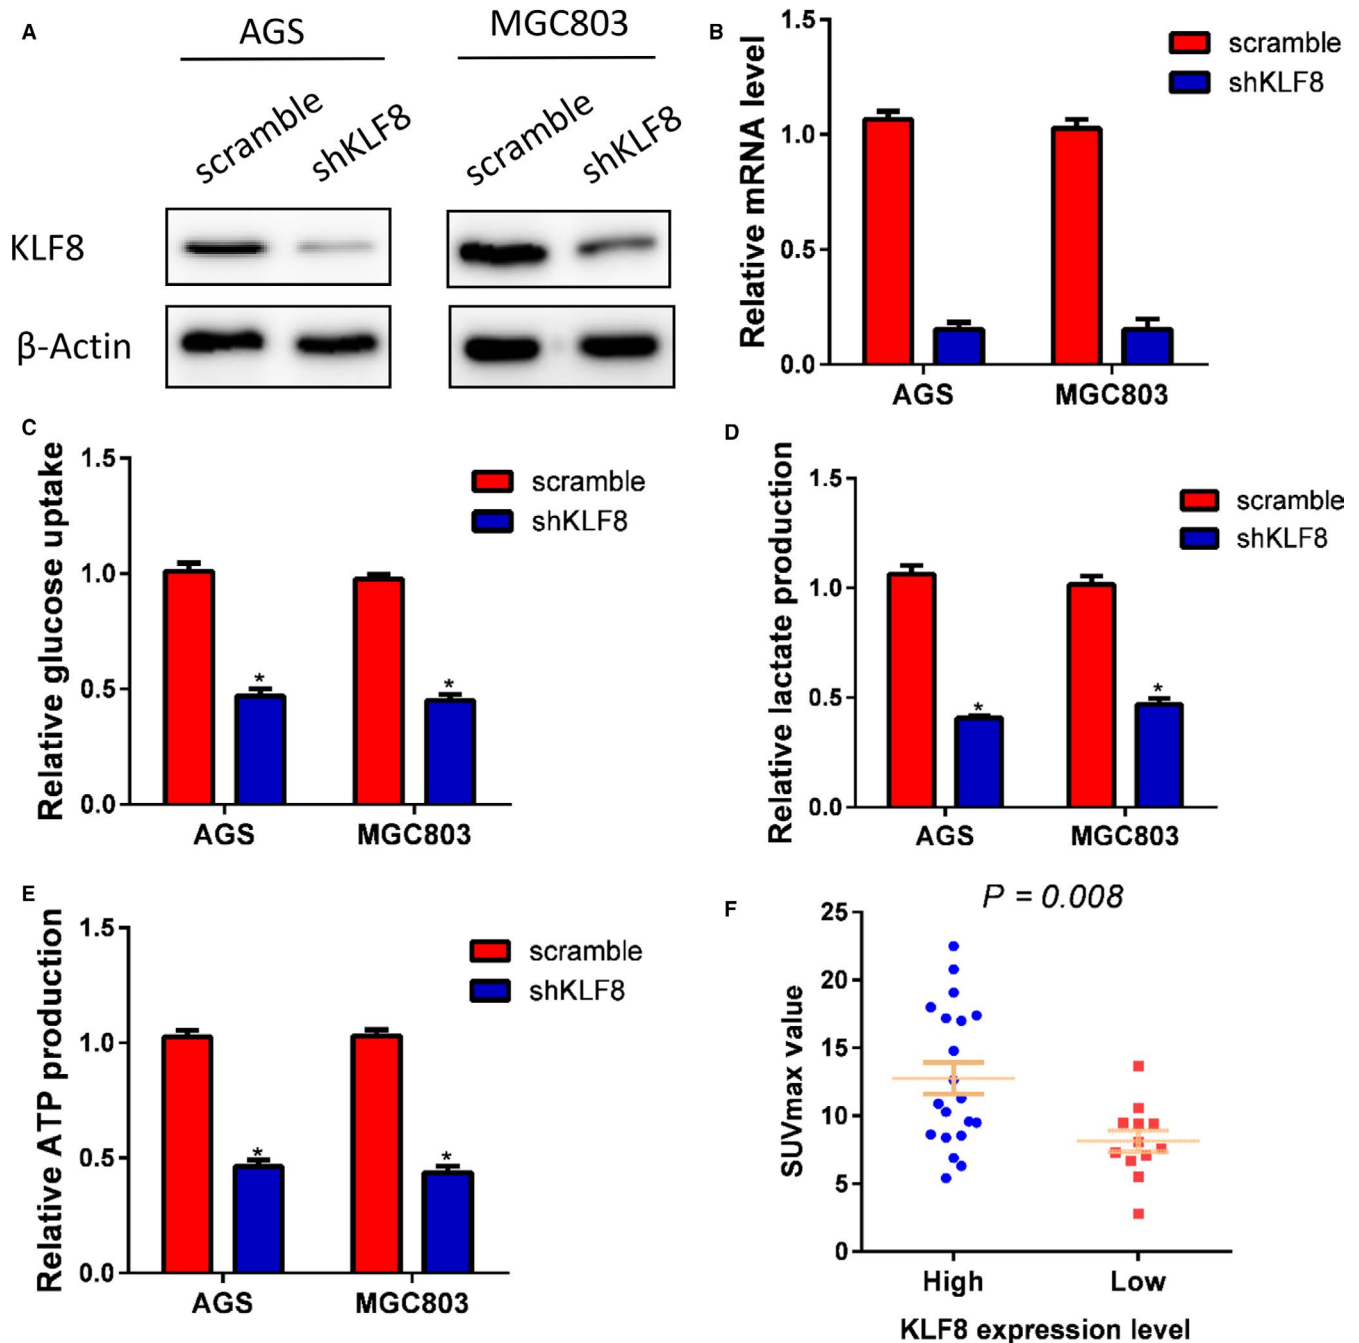 A
AGS
MGC803
scramble
shKLF8
scramble
shKLF8
KLF8
β-Actin
B
Relative mRNA level
1.5
1.0
0.5
0.0
AGS
MGC803
scramble
shKLF8
C
Relative glucose uptake
1.5
1.0
0.5
0.0
*
*
AGS
MGC803
scramble
shKLF8
D
Relative lactate production
1.5
1.0
0.5
0.0
*
*
AGS
MGC803
scramble
shKLF8
E
Relative ATP production
1.5
1.0
0.5
0.0
*
*
AGS
MGC803
scramble
shKLF8
F
P = 0.008
SUVmax value
25
20
15
10
5
0
High
Low
KLF8 expression level